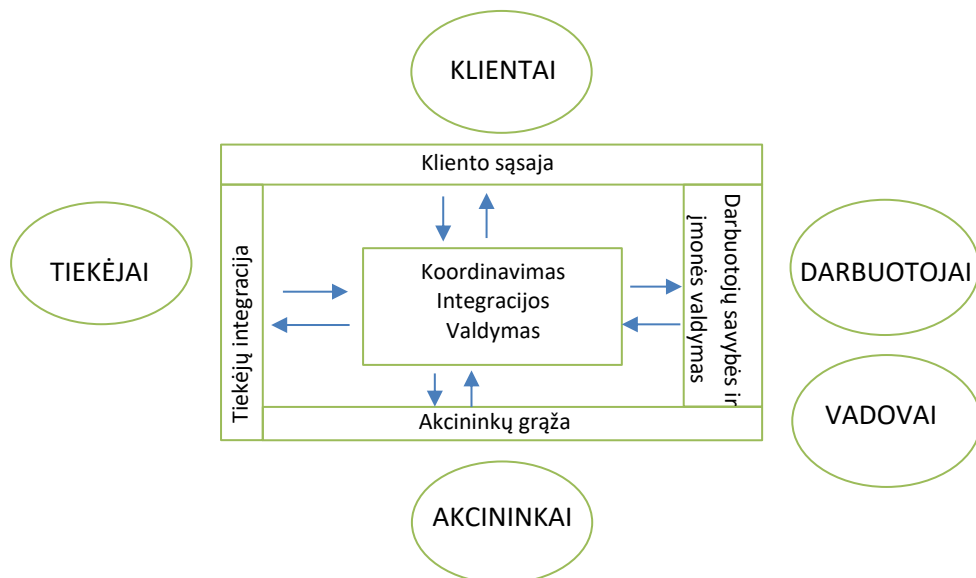 KLIENTAI
Kliento sąsaja
TIEKĖJAI
Tiekėjų integracija
Koordinavimas
Integracijos
Valdymas
Darbuotojų savybės ir
įmonės valdymas
DARBUOTOJAI
VADOVAI
Akcininkų grąža
AKCININKAI